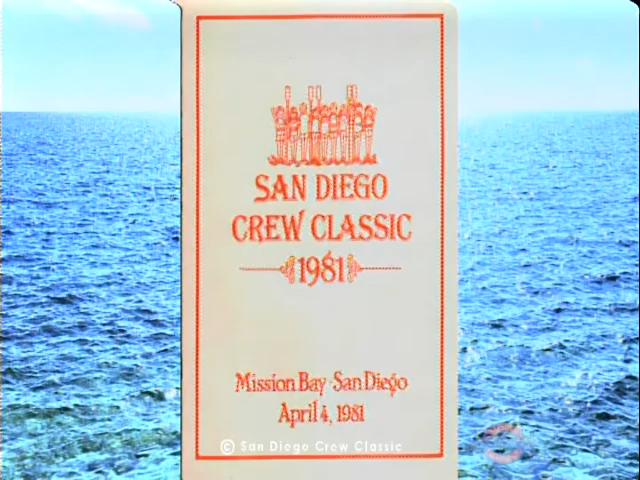 SAN DIEGO
CREW CLASSIC
1981
Mission Bay · San Diego
April 4, 1981
© San Diego Crew Classic